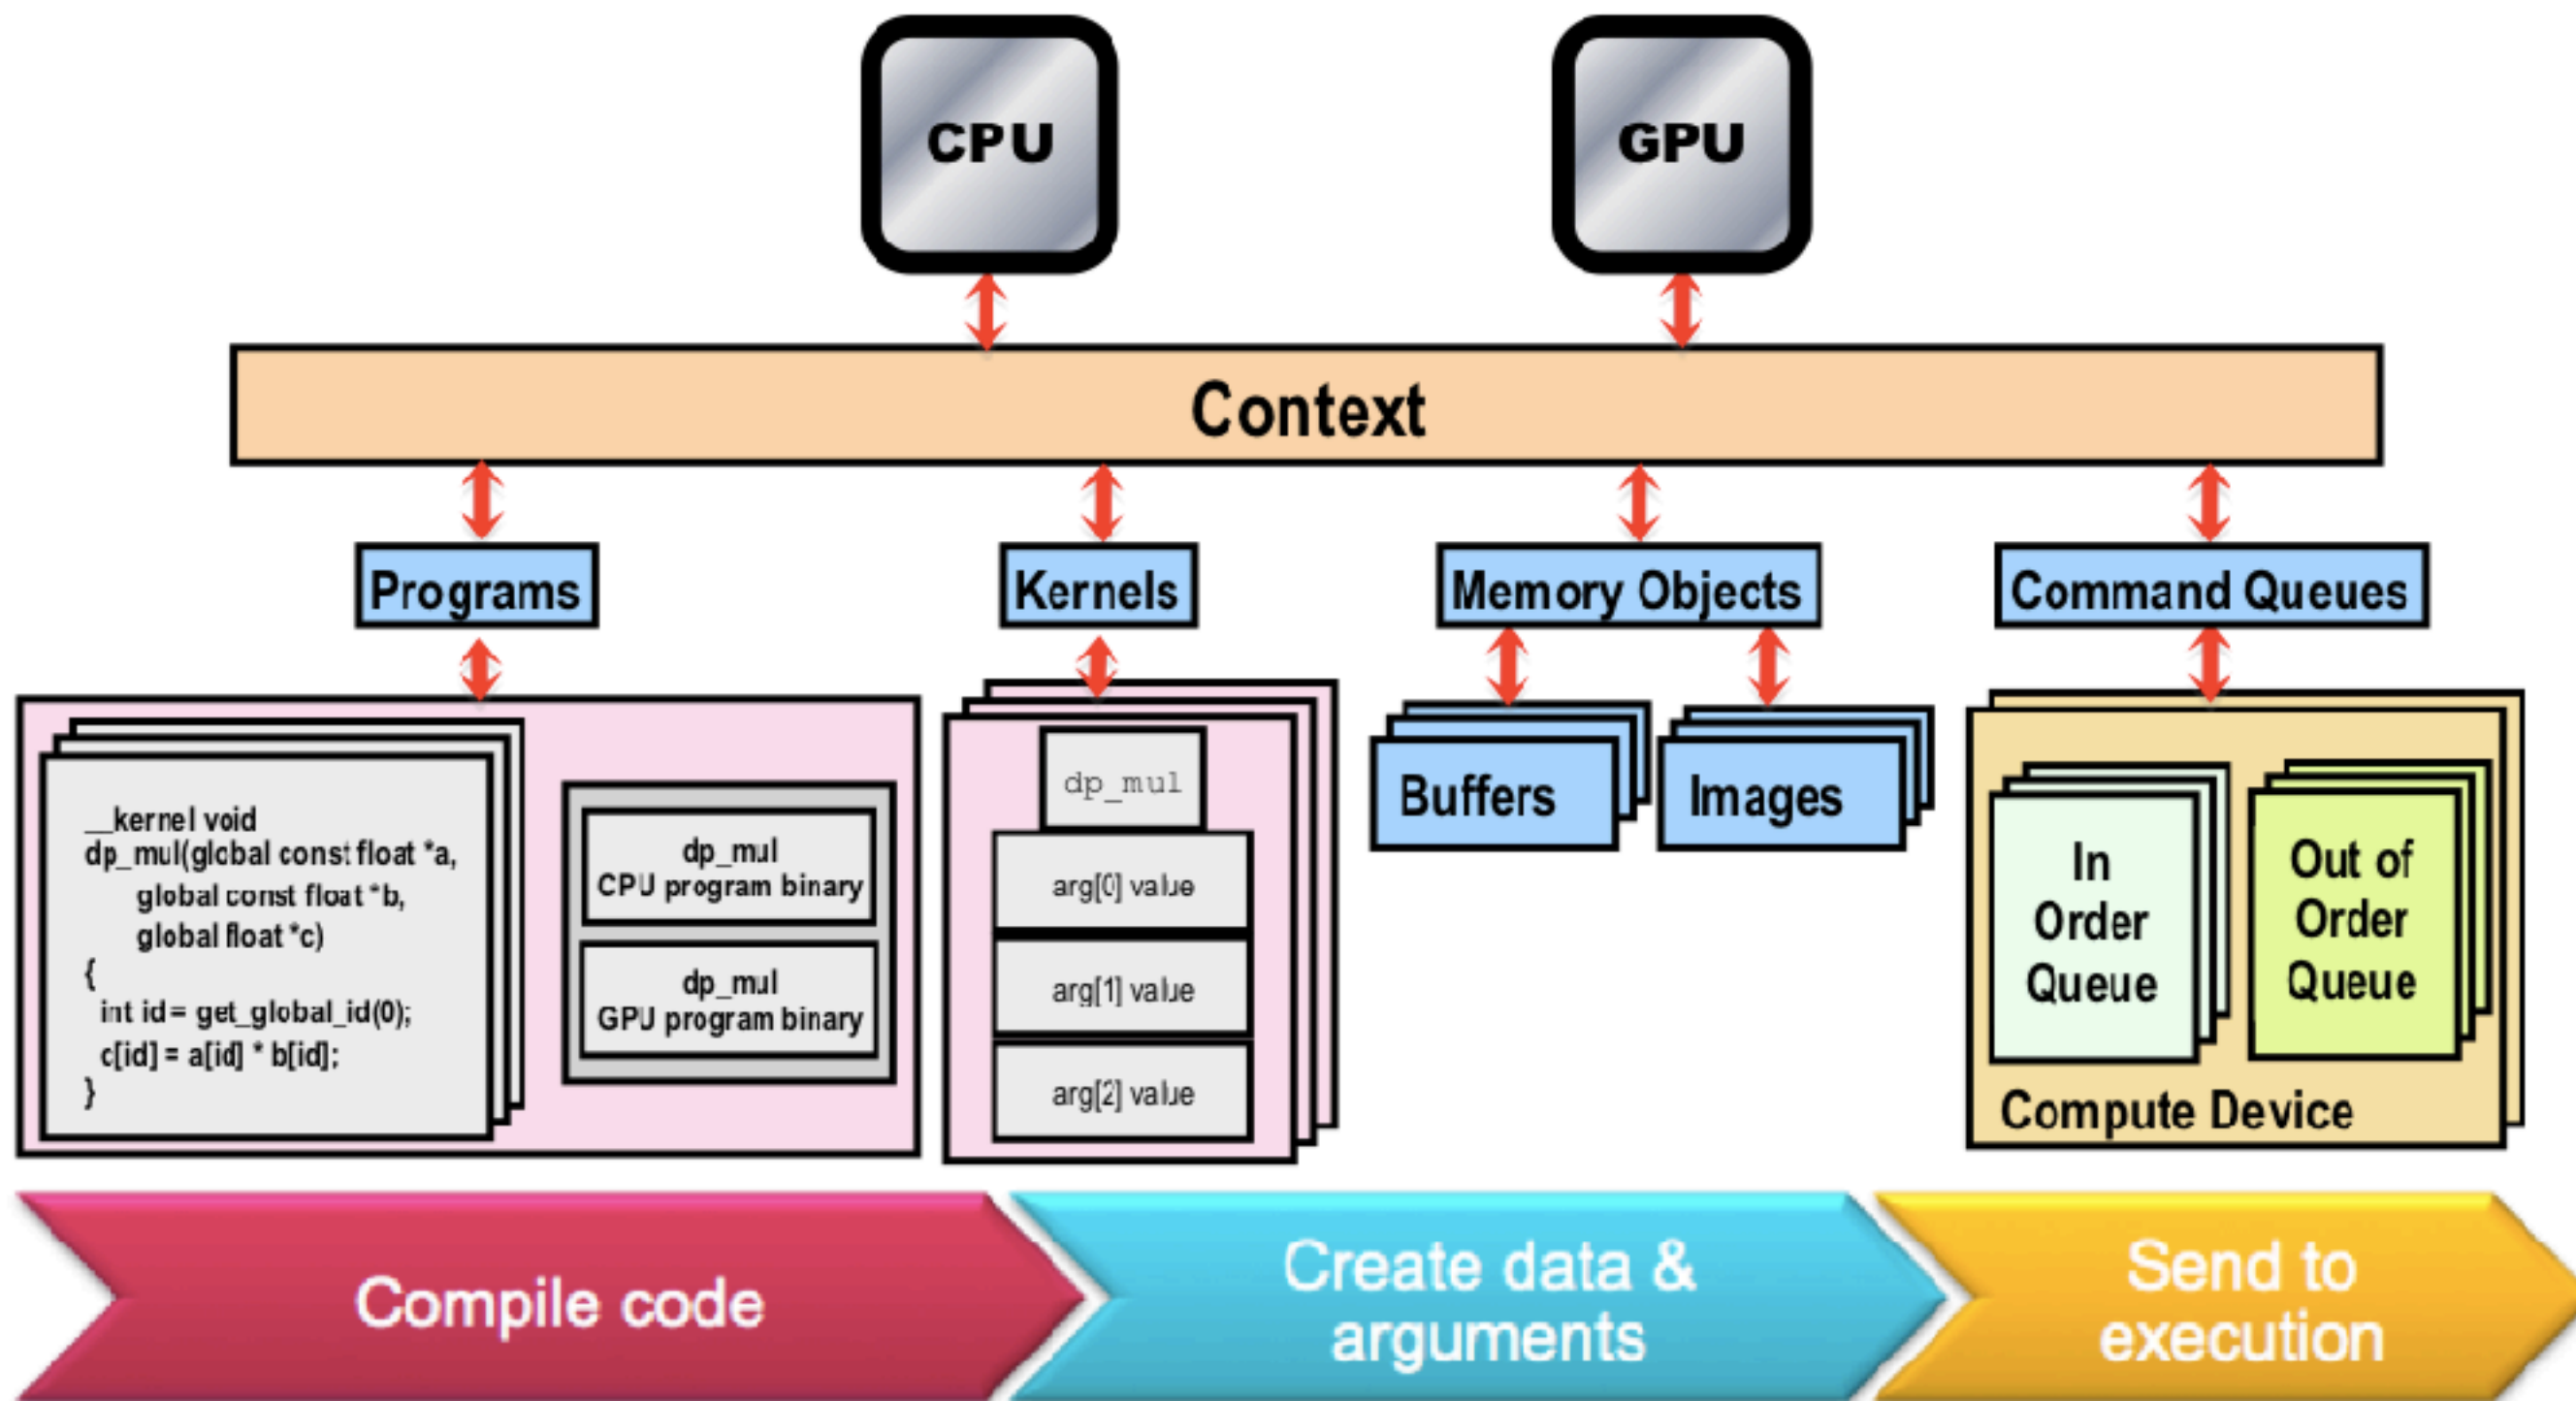 CPU
GPU
Context
Programs
Kernels
Memory Objects
Command Queues
__kernel void
dp_mul(global const float *a,
global const float *b,
global float *c)
{
int id = get_global_id(0);
c[id] = a[id] * b[id];
}
dp_mul
CPU program binary
dp_mul
GPU program binary
dp_mul
arg[0] value
arg[1] value
arg[2] value
Buffers
Images
In
Order
Queue
Out of
Order
Queue
Compute Device
Compile code
Create data &
arguments
Send to
execution